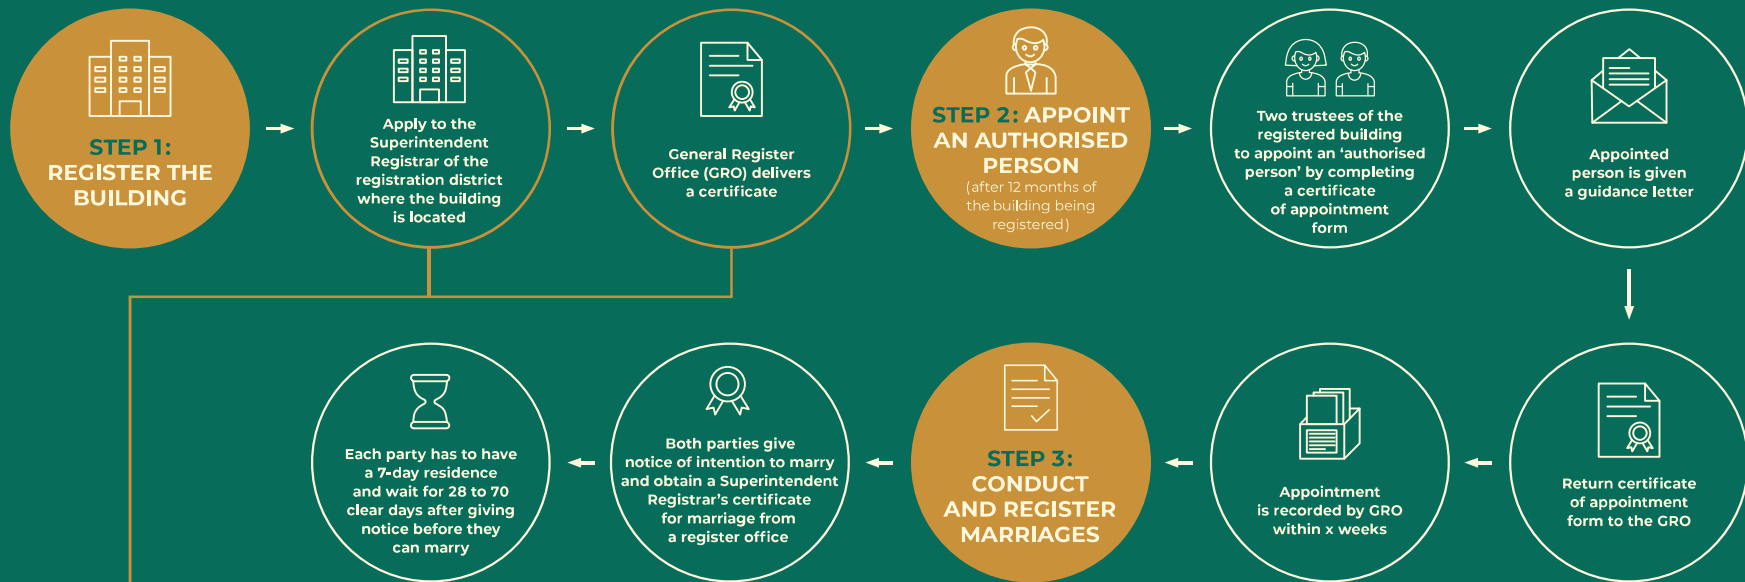 STEP 1:
REGISTER THE
BUILDING
Apply to the
Superintendent
Registrar of the
registration district
where the building
is located
General Register
Office (GRO) delivers
a certificate
STEP 2: APPOINT
AN AUTHORISED
PERSON
(after 12 months of
the building being
registered)
Two trustees of the
registered building
to appoint an ‘authorised
person’ by completing
a certificate
of appointment
form
Appointed
person is given
a guidance letter
Return certificate
of appointment
form to the GRO
Appointment
is recorded by GRO
within x weeks
STEP 3:
CONDUCT
AND REGISTER
MARRIAGES
Both parties give
notice of intention to marry
and obtain a Superintendent
Registrar’s certificate
for marriage from
a register office
Each party has to have
a 7-day residence
and wait for 28 to 70
clear days after giving
notice before they
can marry